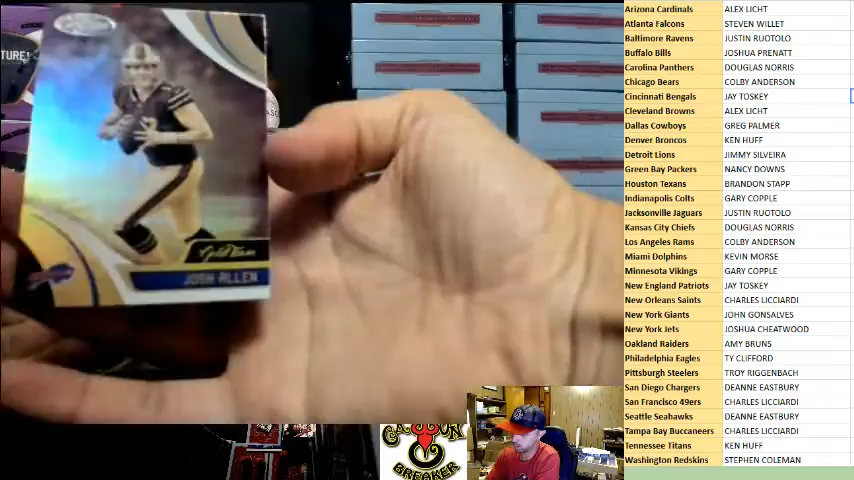 TURE!
Gold Team
JOSH ALLEN
CA
ON
BREAKER
Arizona Cardinals ALEX LICHT
Atlanta Falcons STEVEN WILLET
Baltimore Ravens JUSTIN RUOTOLO
Buffalo Bills JOSHUA PRENATT
Carolina Panthers DOUGLAS NORRIS
Chicago Bears COLBY ANDERSON
Cincinnati Bengals JAY TOSKEY
Cleveland Browns ALEX LICHT
Dallas Cowboys GREG PALMER
Denver Broncos KEN HUFF
Detroit Lions JIMMY SILVEIRA
Green Bay Packers NANCY DOWNS
Houston Texans BRANDON STAPP
Indianapolis Colts GARY COPPLE
Jacksonville Jaguars JUSTIN RUOTOLO
Kansas City Chiefs DOUGLAS NORRIS
Los Angeles Rams COLBY ANDERSON
Miami Dolphins KEVIN MORSE
Minnesota Vikings GARY COPPLE
New England Patriots JAY TOSKEY
New Orleans Saints CHARLES LICCIARDI
New York Giants JOHN GONSALVES
New York Jets JOSHUA CHEATWOOD
Oakland Raiders AMY BRUNS
Philadelphia Eagles TY CLIFFORD
Pittsburgh Steelers TROY RIGGENBACH
San Diego Chargers DEANNE EASTBURY
San Francisco 49ers CHARLES LICCIARDI
Seattle Seahawks DEANNE EASTBURY
Tampa Bay Buccaneers CHARLES LICCIARDI
Tennessee Titans KEN HUFF
Washington Redskins STEPHEN COLEMAN